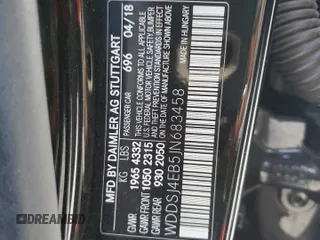 MFD BY DAIMLER AG STUTTGART
696 04/18
PASSENGER CAR
KG LBS
GVWR 1965 4332
GAWR FRONT 1050 2315
GAWR REAR 930 2050
THIS VEHICLE CONFORMS TO ALL APPLICABLE
U.S. FEDERAL MOTOR VEHICLE SAFETY, BUMPER
AND THEFT PREVENTION STANDARDS IN EFFECT
ON THE DATE OF MANUFACTURE SHOWN ABOVE.
MADE IN HUNGARY
WDDSJ4EB5JN683458
DREAMBID